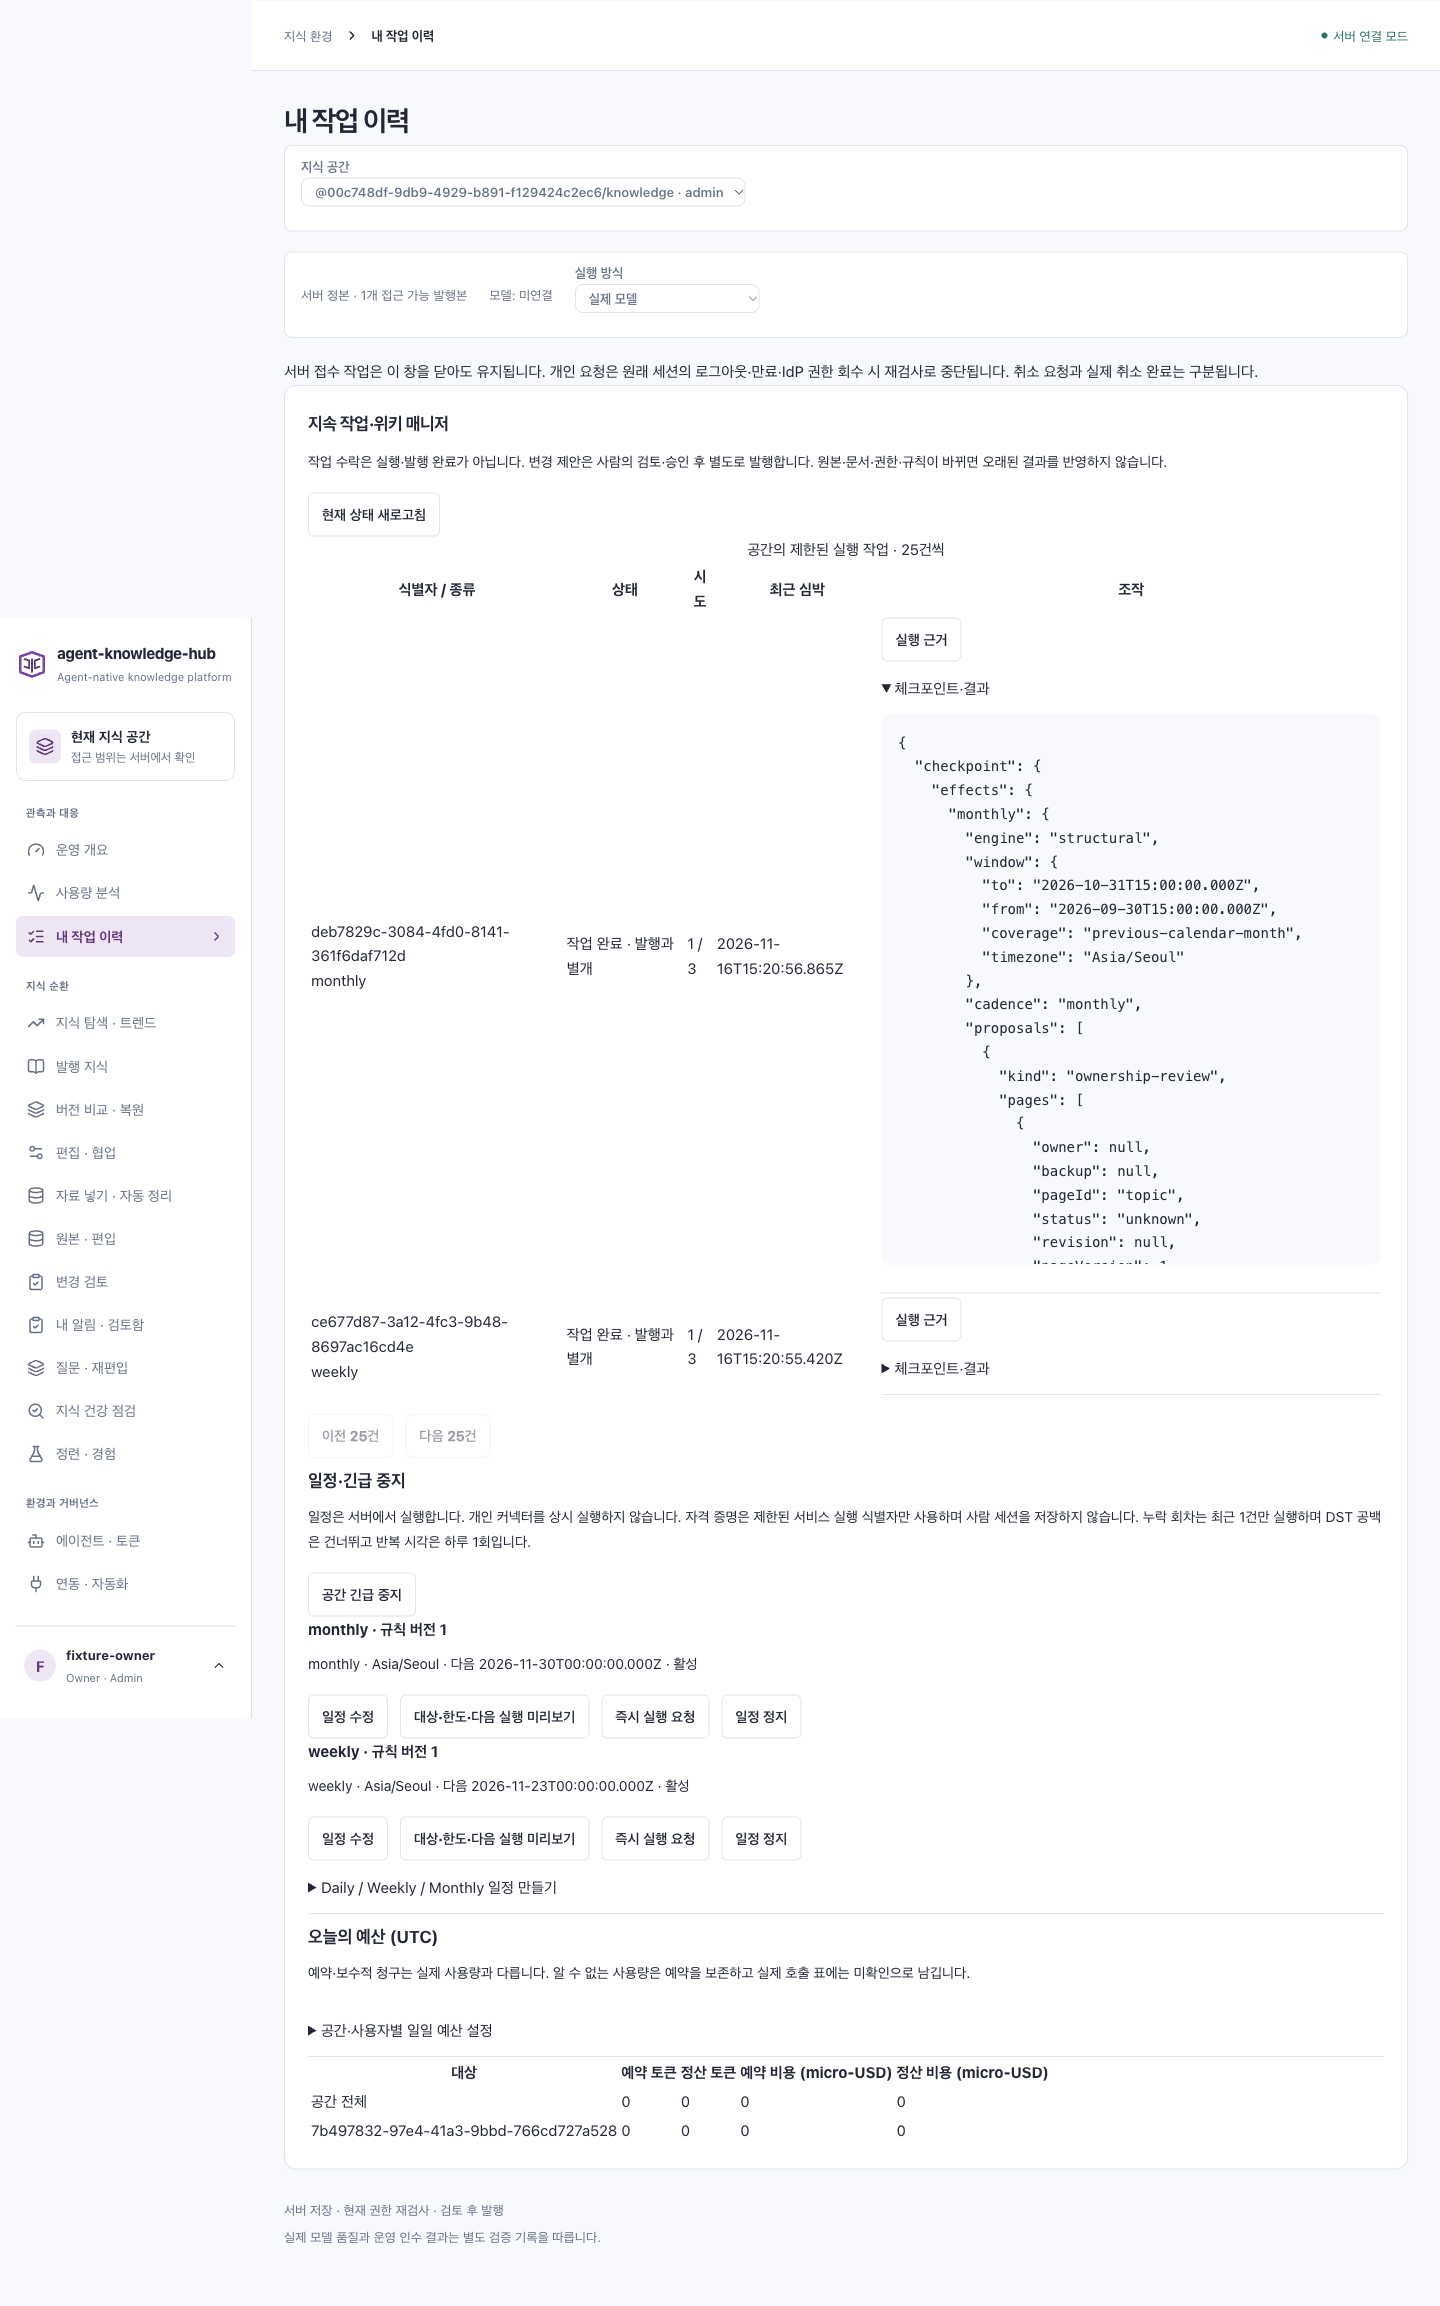 지식 환경 > 내 작업 이력
서버 연결 모드
내 작업 이력
지식 공간
@00c748df-9db9-4929-b891-f129424c2ec6/knowledge · admin
서버 정본 · 1개 접근 가능 발행본
모델: 미연결
실행 방식
실제 모델
서버 접수 작업은 이 창을 닫아도 유지됩니다. 개인 요청은 원래 세션의 로그아웃·만료·IdP 권한 회수 시 재검사로 중단됩니다. 취소 요청과 실제 취소 완료는 구분됩니다.
지속 작업·위키 매니저
작업 수락은 실행·발행 완료가 아닙니다. 변경 제안은 사람의 검토·승인 후 별도로 발행합니다. 원본·문서·권한·규칙이 바뀌면 오래된 결과를 반영하지 않습니다.
현재 상태 새로고침
공간의 제한된 실행 작업 · 25건씩
식별자 / 종류
상태
시
도
최근 심박
조작
deb7829c-3084-4fd0-8141-
361f6daf712d
monthly
작업 완료 · 발행과
별개
1 /
3
2026-11-
16T15:20:56.865Z
실행 근거
▼ 체크포인트·결과
{
"checkpoint": {
"effects": {
"monthly": {
"engine": "structural",
"window": {
"to": "2026-10-31T15:00:00.000Z",
"from": "2026-09-30T15:00:00.000Z",
"coverage": "previous-calendar-month",
"timezone": "Asia/Seoul"
},
"cadence": "monthly",
"proposals": [
{
"kind": "ownership-review",
"pages": [
{
"owner": null,
"backup": null,
"pageId": "topic",
"status": "unknown",
"revision": null,
ce677d87-3a12-4fc3-9b48-
8697ac16cd4e
weekly
작업 완료 · 발행과
별개
1 /
3
2026-11-
16T15:20:55.420Z
실행 근거
▶ 체크포인트·결과
이전 25건
다음 25건
일정·긴급 중지
일정은 서버에서 실행합니다. 개인 커넥터를 상시 실행하지 않습니다. 자격 증명은 제한된 서비스 실행 식별자만 사용하며 사람 세션을 저장하지 않습니다. 누락 회차는 최근 1건만 실행하며 DST 공백
은 건너뛰고 반복 시각은 하루 1회입니다.
공간 긴급 중지
monthly · 규칙 버전 1
monthly · Asia/Seoul · 다음 2026-11-30T00:00:00.000Z · 활성
일정 수정
대상·한도·다음 실행 미리보기
즉시 실행 요청
일정 정지
weekly · 규칙 버전 1
weekly · Asia/Seoul · 다음 2026-11-23T00:00:00.000Z · 활성
일정 수정
대상·한도·다음 실행 미리보기
즉시 실행 요청
일정 정지
▶ Daily / Weekly / Monthly 일정 만들기
오늘의 예산 (UTC)
예약·보수적 청구는 실제 사용량과 다릅니다. 알 수 없는 사용량은 예약을 보존하고 실제 호출 표에는 미확인으로 남깁니다.
▶ 공간·사용자별 일일 예산 설정
대상 예약 토큰 정산 토큰 예약 비용 (micro-USD) 정산 비용 (micro-USD)
공간 전체 0 0 0 0
7b497832-97e4-41a3-9bbd-766cd727a528 0 0 0 0
서버 저장 · 현재 권한 재검사 · 검토 후 발행
실제 모델 품질과 운영 인수 결과는 별도 검증 기록을 따릅니다.
agent-knowledge-hub
Agent-native knowledge platform
현재 지식 공간
접근 범위는 서버에서 확인
관측과 대응
운영 개요
사용량 분석
내 작업 이력
지식 순환
지식 탐색 · 트렌드
발행 지식
버전 비교 · 복원
편집 · 협업
자료 넣기 · 자동 정리
원본 · 편입
변경 검토
내 알림 · 검토함
질문 · 재편입
지식 건강 점검
정련 · 경험
환경과 거버넌스
에이전트 · 토큰
연동 · 자동화
F
fixture-owner
Owner · Admin